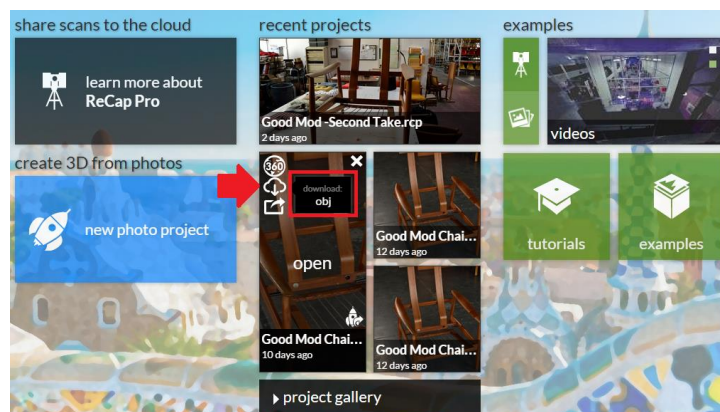 share scans to the cloud
learn more about
ReCap Pro
create 3D from photos
new photo project
recent projects
Good Mod -Second Take.rcp
2 days ago
360
download:
obj
open
Good Mod Chai...
10 days ago
Good Mod Chai...
12 days ago
Good Mod Chai...
12 days ago
project gallery
examples
videos
tutorials
examples